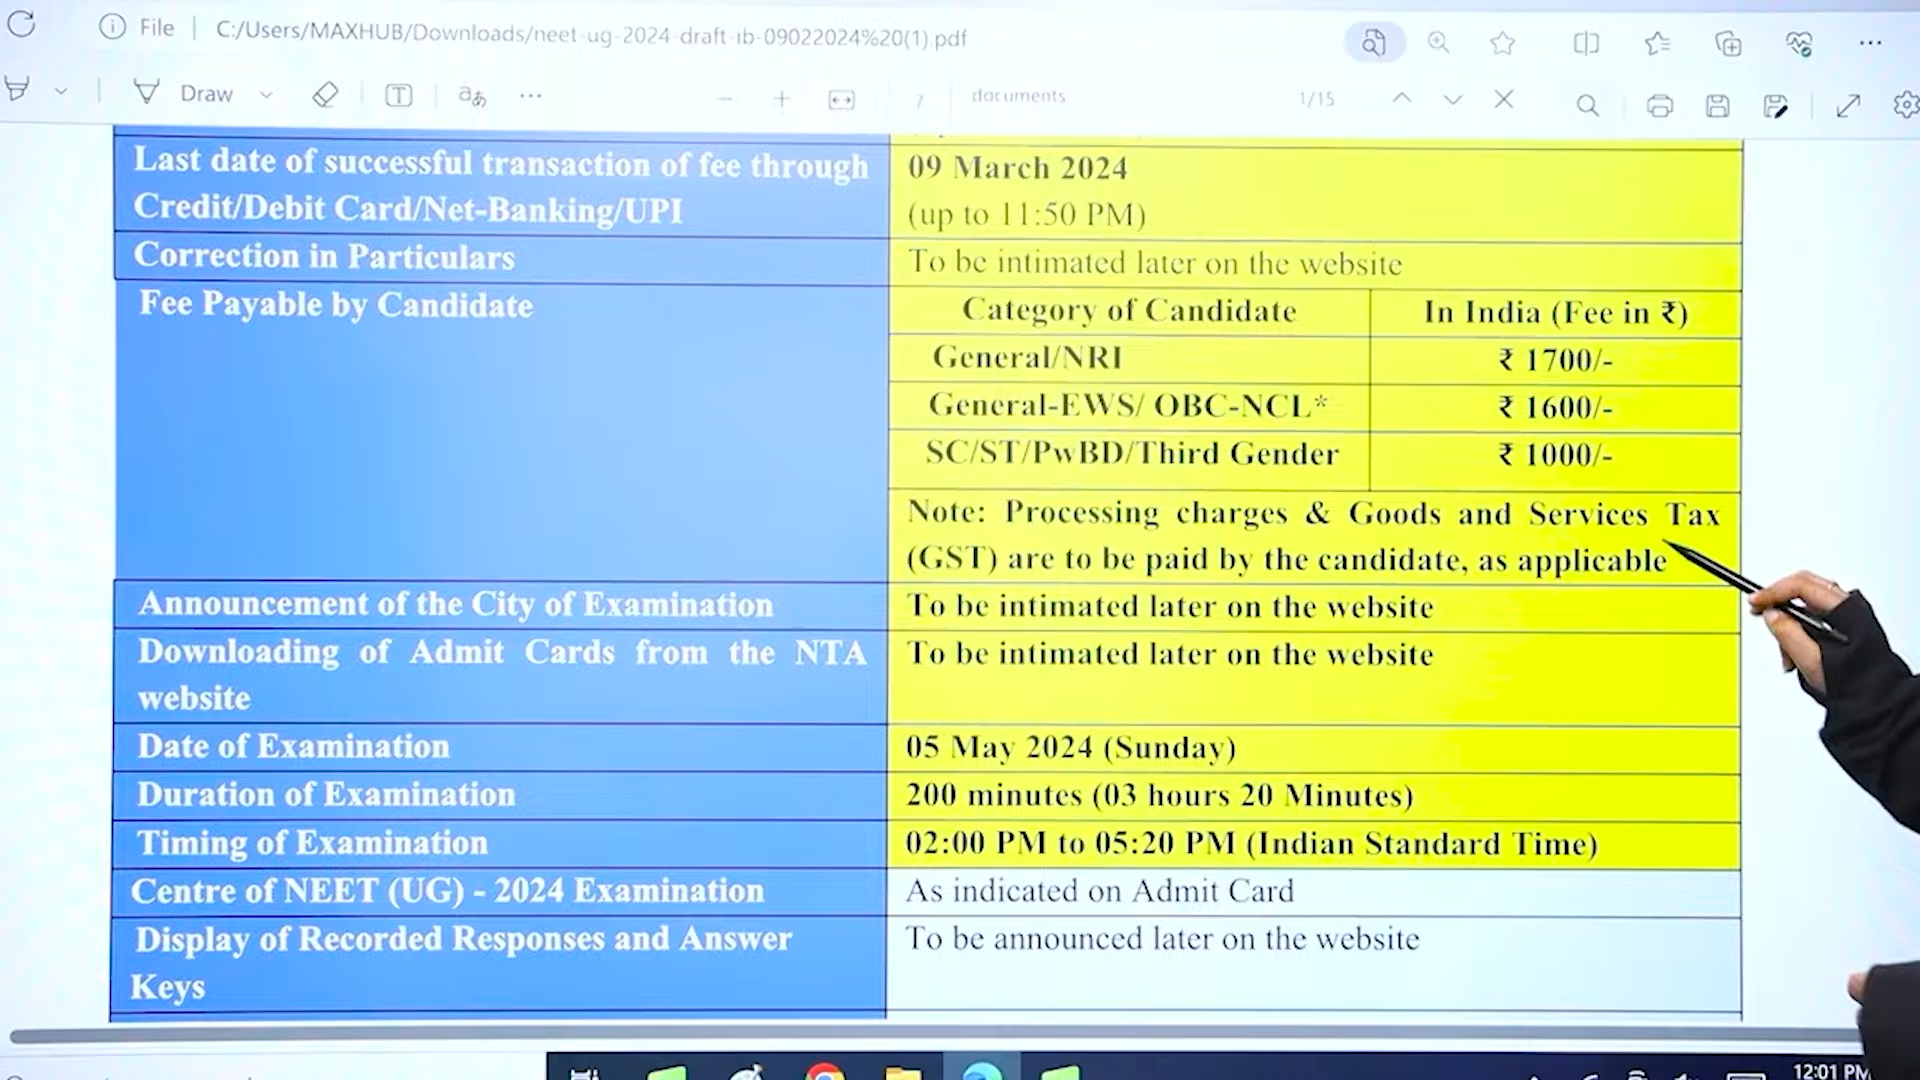 File
C:/Users/MAXHUB/Downloads/neet-ug-2024-draft-ib-09022024%20(1).pdf
Draw
7
documents
1/15
Last date of successful transaction of fee through
Credit/Debit Card/Net-Banking/UPI
09 March 2024
(up to 11:50 PM)
Correction in Particulars
To be intimated later on the website
Fee Payable by Candidate
Category of Candidate
In India (Fee in ₹)
General/NRI
₹ 1700/-
General-EWS/ OBC-NCL*
₹ 1600/-
SC/ST/PwBD/Third Gender
₹ 1000/-
Note: Processing charges & Goods and Services Tax
(GST) are to be paid by the candidate, as applicable
Announcement of the City of Examination
To be intimated later on the website
Downloading of Admit Cards from the NTA
website
To be intimated later on the website
Date of Examination
05 May 2024 (Sunday)
Duration of Examination
200 minutes (03 hours 20 Minutes)
Timing of Examination
02:00 PM to 05:20 PM (Indian Standard Time)
Centre of NEET (UG) - 2024 Examination
As indicated on Admit Card
Display of Recorded Responses and Answer
Keys
To be announced later on the website
12:01 PM